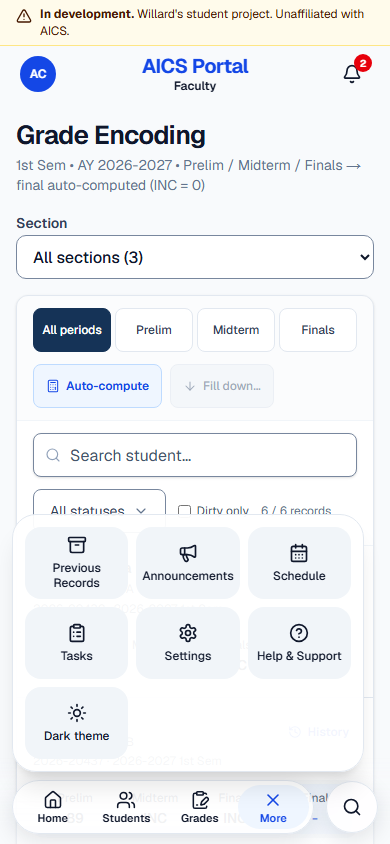 In development. Willard's student project. Unaffiliated with
AICS.
AC
AICS Portal
Faculty
2
Grade Encoding
1st Sem • AY 2026-2027 • Prelim / Midterm / Finals →
final auto-computed (INC = 0)
Section
All sections (3)
All periods Prelim Midterm Finals
Auto-compute Fill down...
Search student...
All statuses Dirty only 6 / 6 records
Previous
Records
Announcements
Schedule
Tasks
Settings
Help & Support
History
Dark theme
Home Students Grades More